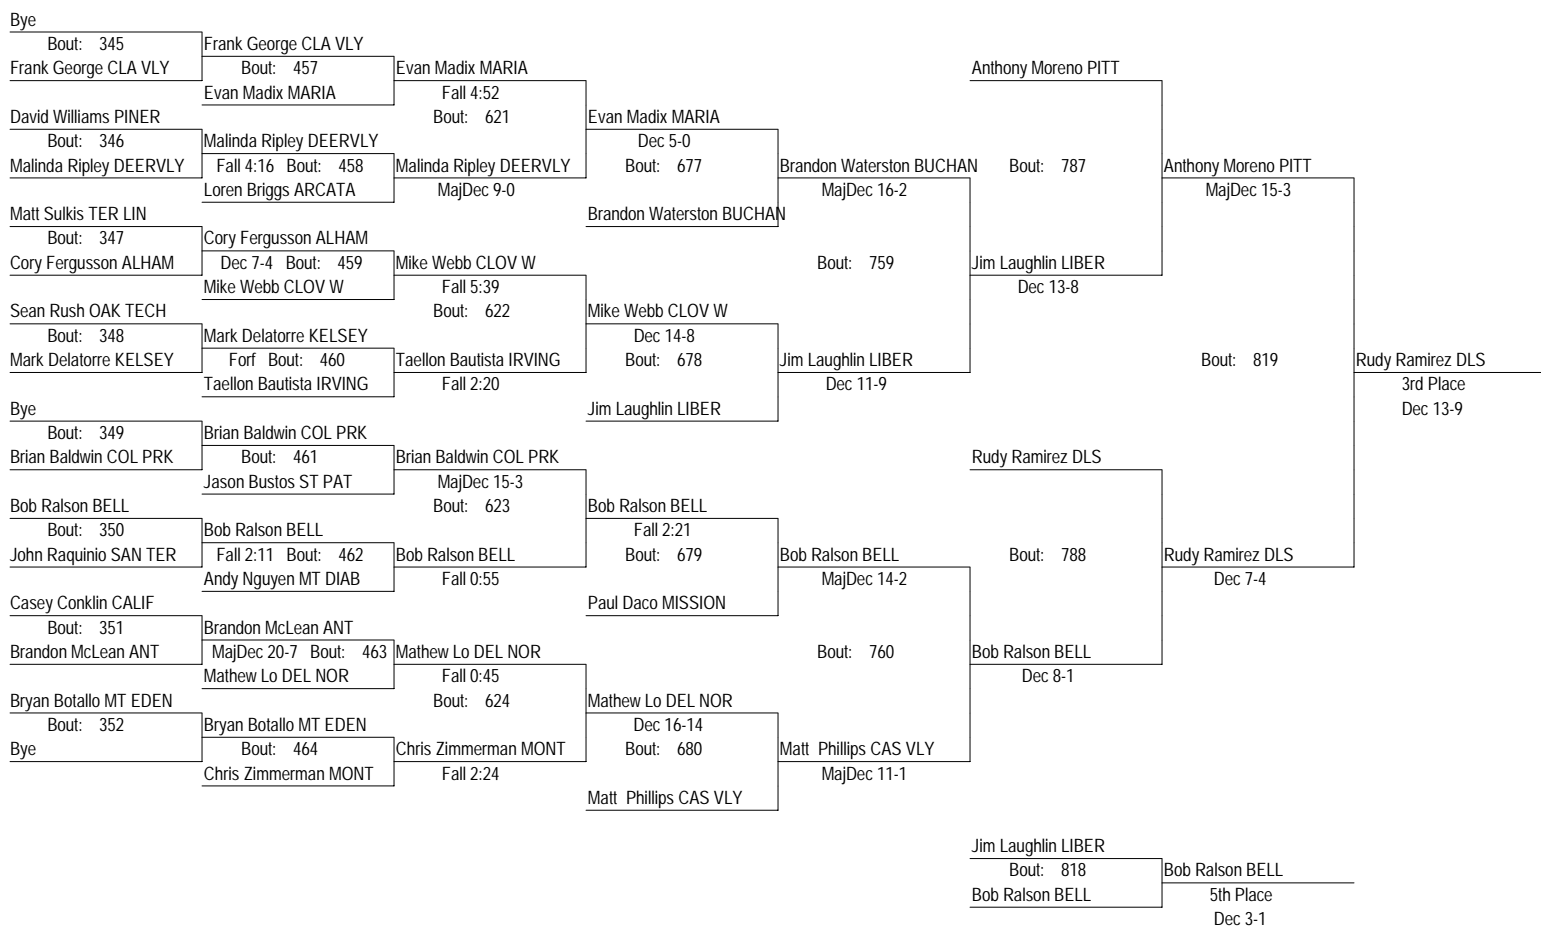 Bye
Bout: 345
Frank George CLA VLY
David Williams PINER
Bout: 346
Malinda Ripley DEERVLY
Matt Sulkis TER LIN
Bout: 347
Cory Fergusson ALHAM
Sean Rush OAK TECH
Bout: 348
Mark Delatorre KELSEY
Bye
Bout: 349
Brian Baldwin COL PRK
Bob Ralson BELL
Bout: 350
John Raquinio SAN TER
Casey Conklin CALIF
Bout: 351
Brandon McLean ANT
Bryan Botallo MT EDEN
Bout: 352
Bye
Frank George CLA VLY
Bout: 457
Evan Madix MARIA
Malinda Ripley DEERVLY
Fall 4:16 Bout: 458
Loren Briggs ARCATA
Cory Fergusson ALHAM
Dec 7-4 Bout: 459
Mike Webb CLOV W
Mark Delatorre KELSEY
Forf Bout: 460
Taellon Bautista IRVING
Brian Baldwin COL PRK
Bout: 461
Jason Bustos ST PAT
Bob Ralson BELL
Fall 2:11 Bout: 462
Andy Nguyen MT DIAB
Brandon McLean ANT
MajDec 20-7 Bout: 463
Mathew Lo DEL NOR
Bryan Botallo MT EDEN
Bout: 464
Chris Zimmerman MONT
Evan Madix MARIA
Fall 4:52
Bout: 621
Malinda Ripley DEERVLY
MajDec 9-0
Mike Webb CLOV W
Fall 5:39
Bout: 622
Taellon Bautista IRVING
Fall 2:20
Brian Baldwin COL PRK
MajDec 15-3
Bout: 623
Bob Ralson BELL
Fall 0:55
Mathew Lo DEL NOR
Fall 0:45
Bout: 624
Chris Zimmerman MONT
Fall 2:24
Evan Madix MARIA
Dec 5-0
Bout: 677
Brandon Waterston BUCHAN
Mike Webb CLOV W
Dec 14-8
Bout: 678
Jim Laughlin LIBER
Bob Ralson BELL
Fall 2:21
Bout: 679
Paul Daco MISSION
Mathew Lo DEL NOR
Dec 16-14
Bout: 680
Matt Phillips CAS VLY
Brandon Waterston BUCHAN
MajDec 16-2
Bout: 759
Jim Laughlin LIBER
Dec 11-9
Bob Ralson BELL
MajDec 14-2
Bout: 760
Matt Phillips CAS VLY
MajDec 11-1
Anthony Moreno PITT
Bout: 787
Jim Laughlin LIBER
Dec 13-8
Rudy Ramirez DLS
Bout: 788
Bob Ralson BELL
Dec 8-1
Anthony Moreno PITT
MajDec 15-3
Bout: 819
Rudy Ramirez DLS
Dec 7-4
Rudy Ramirez DLS
3rd Place
Dec 13-9
Jim Laughlin LIBER
Bout: 818
Bob Ralson BELL
Bob Ralson BELL
5th Place
Dec 3-1